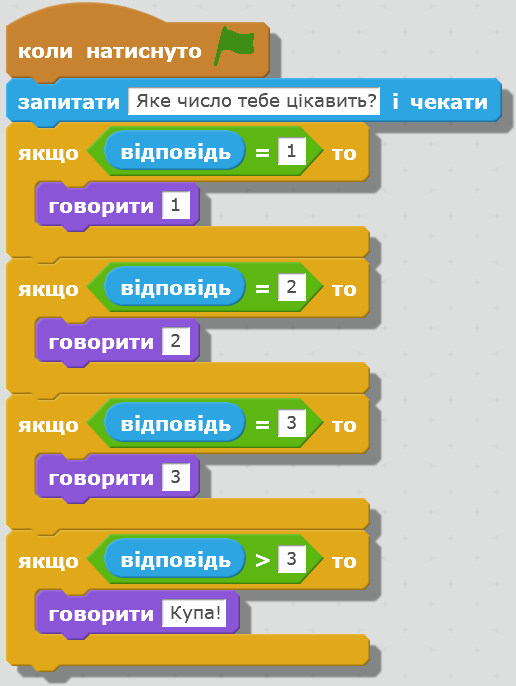 коли натиснуто
запитати Яке число тебе цікавить? і чекати
якщо відповідь = 1 то
говорити 1
якщо відповідь = 2 то
говорити 2
якщо відповідь = 3 то
говорити 3
якщо відповідь > 3 то
говорити Купа!